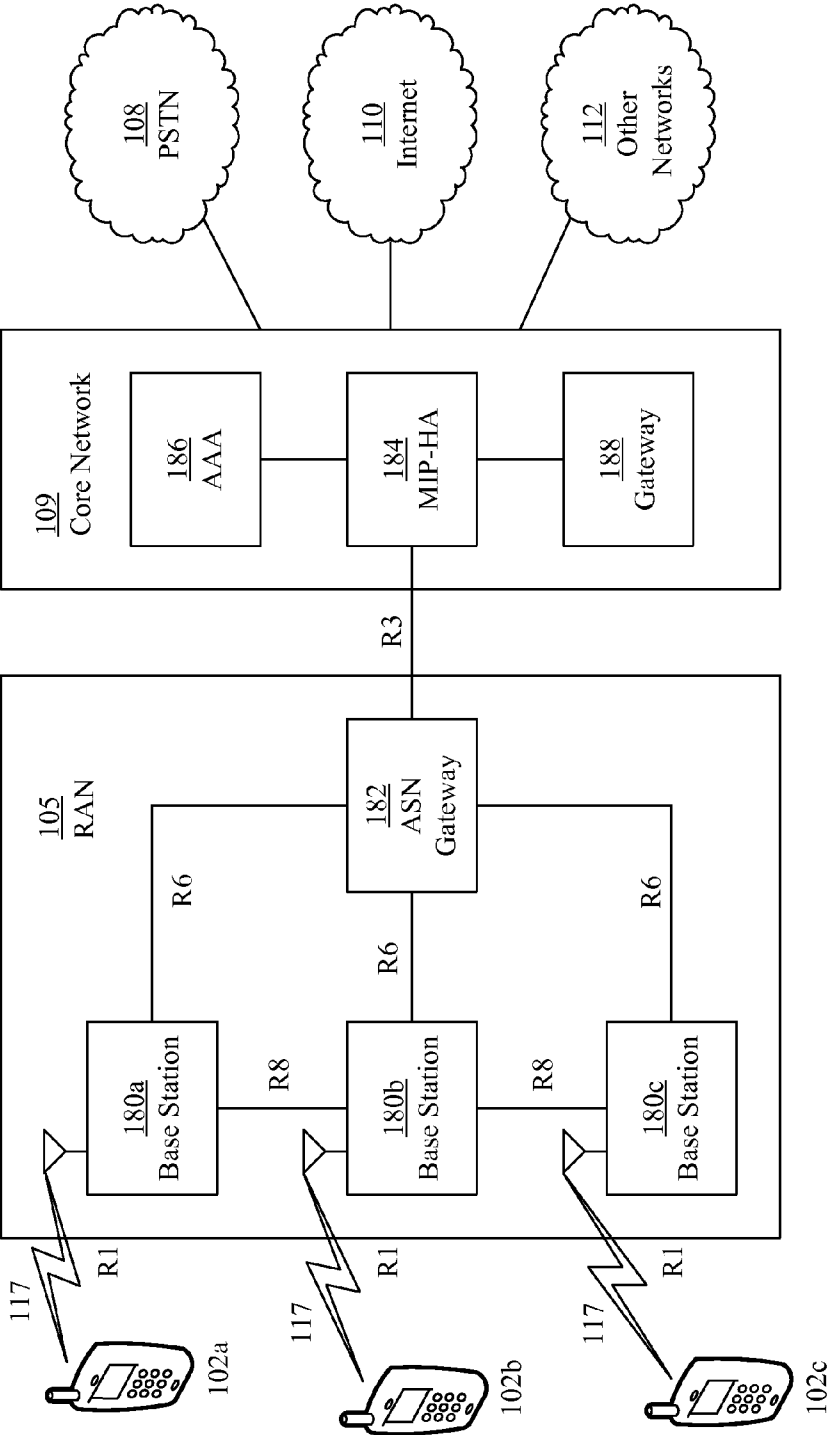 117
R1
102a
117
R1
102b
117
R1
102c
105
RAN
180a
Base Station
R8
180b
Base Station
R8
180c
Base Station
R6
R6
R6
182
ASN
Gateway
R3
109
Core Network
186
AAA
184
MIP-HA
188
Gateway
108
PSTN
110
Internet
112
Other
Networks